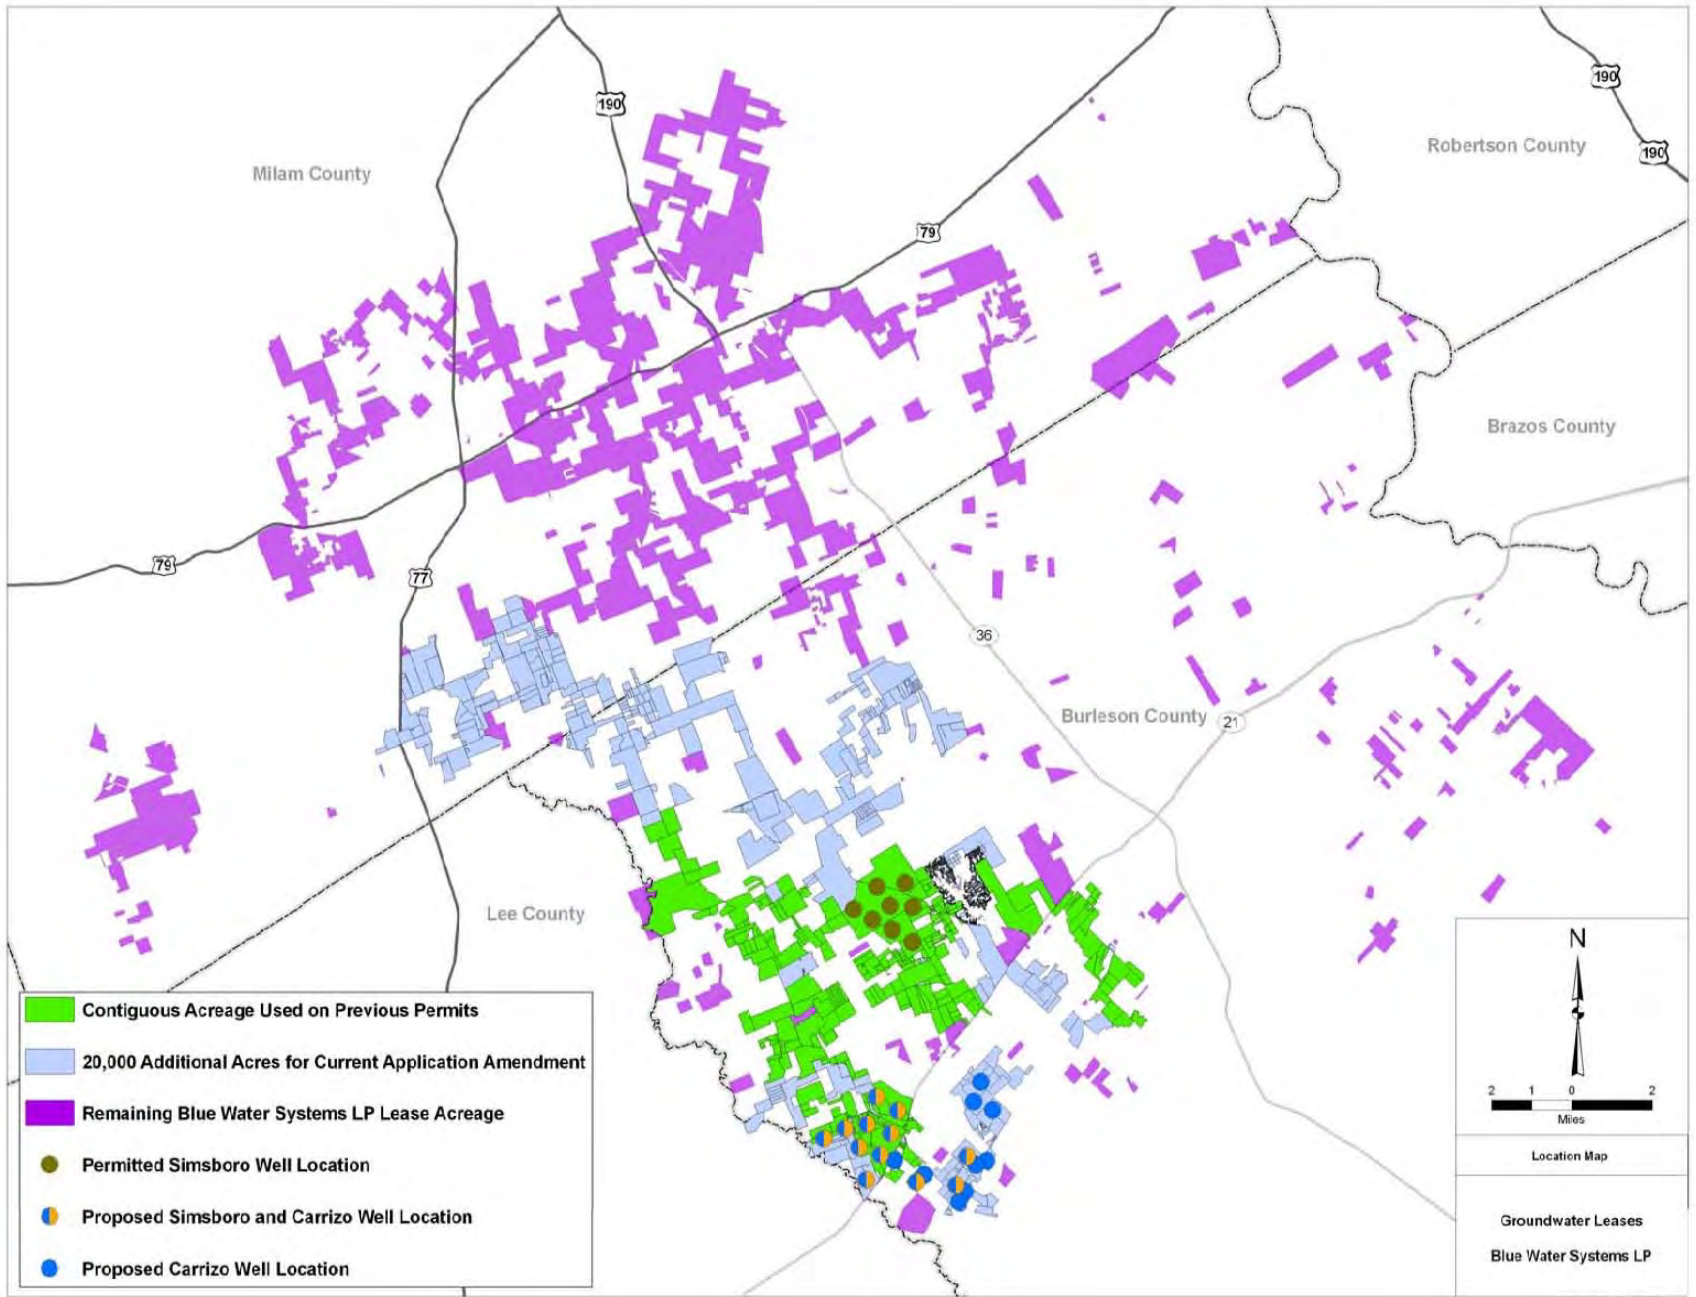 190
190
190
Robertson County
Milam County
79
Brazos County
79
77
36
Burleson County
21
Lee County
N
Contiguous Acreage Used on Previous Permits
20,000 Additional Acres for Current Application Amendment
Remaining Blue Water Systems LP Lease Acreage
Permitted Simsboro Well Location
Proposed Simsboro and Carrizo Well Location
Proposed Carrizo Well Location
2 1 0 2
Miles
Location Map
Groundwater Leases
Blue Water Systems LP